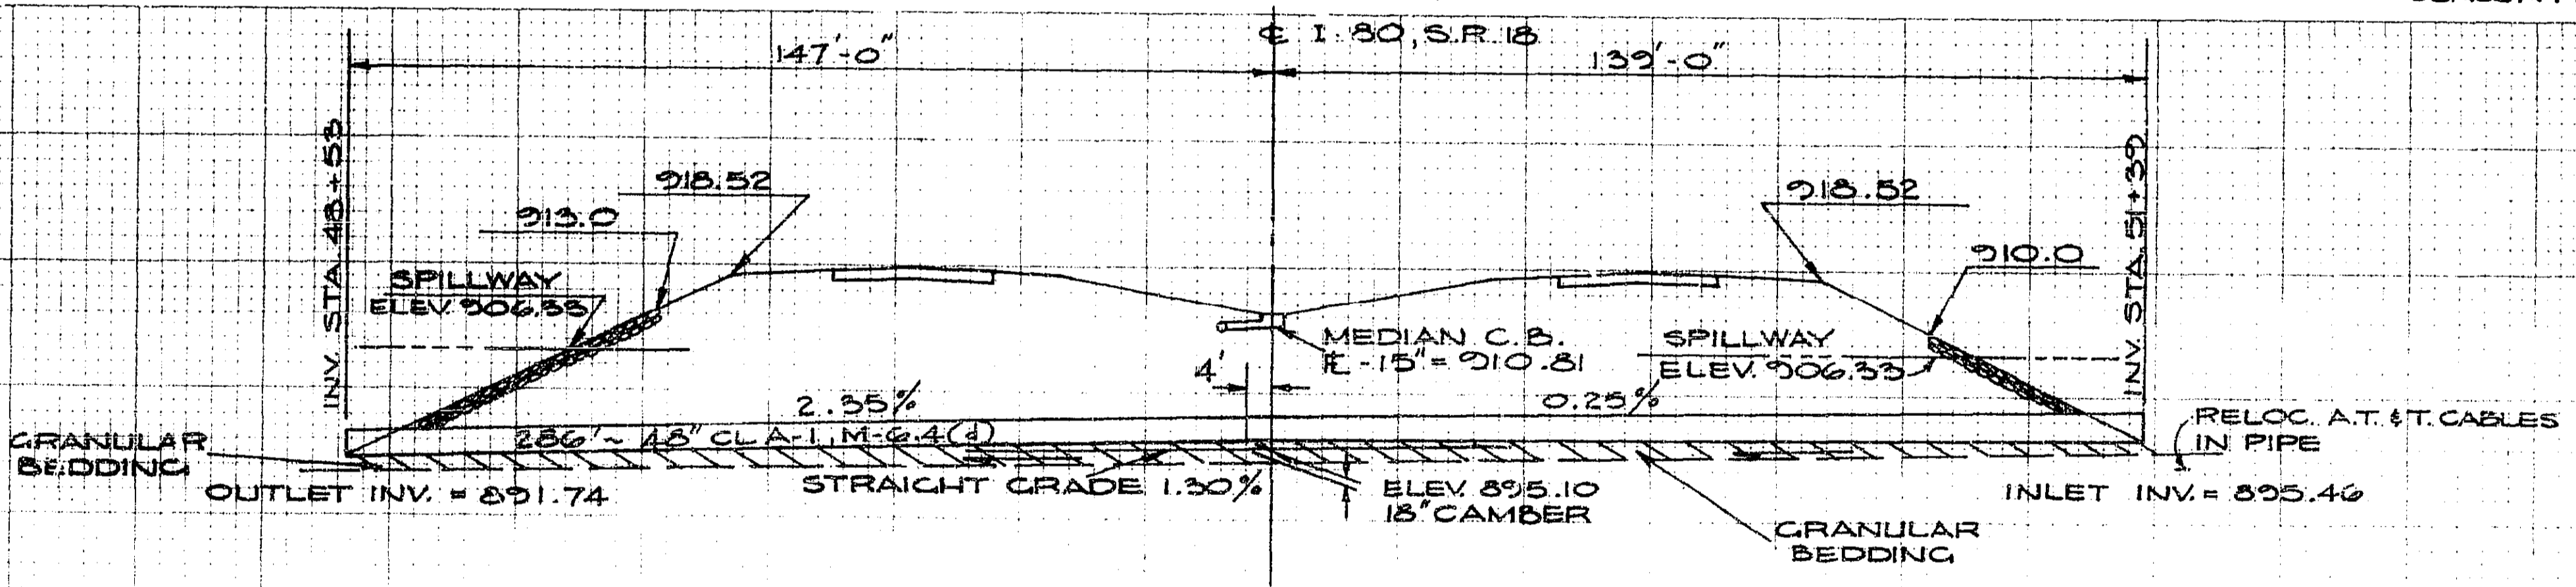 ℄ I-80, S.R. 18
147'-0"
139'-0"
INV. STA. 48+53
INV. STA. 51+39
918.52
913.0
SPILLWAY
ELEV. 906.33
918.52
910.0
MEDIAN C.B.
℄ -15" = 910.81
SPILLWAY
ELEV. 906.33
4'
2.35%
0.25%
286' ~ 48" CL A-1, M-6.4(d)
GRANULAR
BEDDING
OUTLET INV. = 891.74
STRAIGHT GRADE 1.30%
ELEV. 895.10
18" CAMBER
INLET INV. = 895.46
RELOC. A.T. & T. CABLES
IN PIPE
GRANULAR
BEDDING